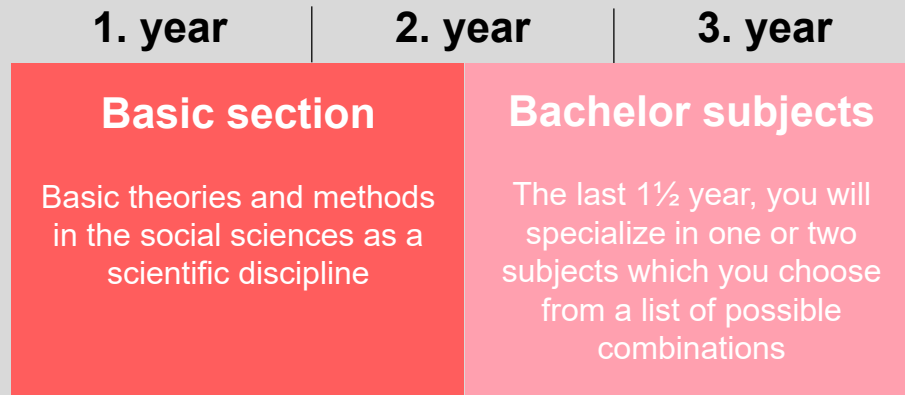 1. year
2. year
3. year
Basic section
Basic theories and methods
in the social sciences as a
scientific discipline
Bachelor subjects
The last 1½ year, you will
specialize in one or two
subjects which you choose
from a list of possible
combinations